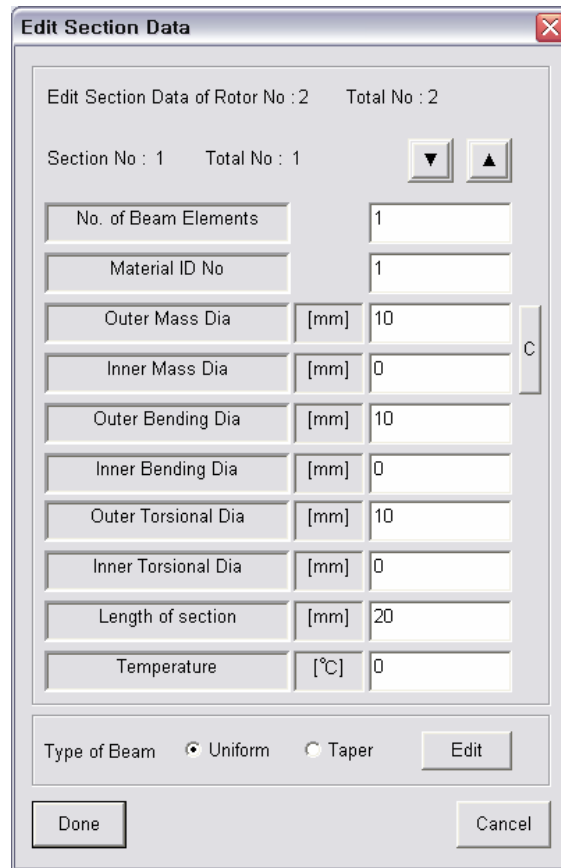 Edit Section Data
Edit Section Data of Rotor No : 2 Total No : 2
Section No : 1 Total No : 1 ▼ ▲
No. of Beam Elements 1
Material ID No 1
Outer Mass Dia [mm] 10
C
Inner Mass Dia [mm] 0
Outer Bending Dia [mm] 10
Inner Bending Dia [mm] 0
Outer Torsional Dia [mm] 10
Inner Torsional Dia [mm] 0
Length of section [mm] 20
Temperature [℃] 0
Type of Beam Uniform Taper Edit
Done Cancel